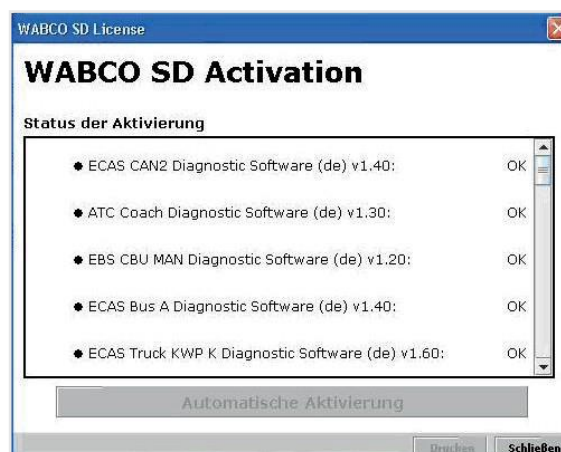 WABCO SD License
WABCO SD Activation
Status der Aktivierung
● ECAS CAN2 Diagnostic Software (de) v1.40: OK
● ATC Coach Diagnostic Software (de) v1.30: OK
● EBS CBU MAN Diagnostic Software (de) v1.20: OK
● ECAS Bus A Diagnostic Software (de) v1.40: OK
● ECAS Truck KWP K Diagnostic Software (de) v1.60: OK
Automatische Aktivierung
Drucken Schließen